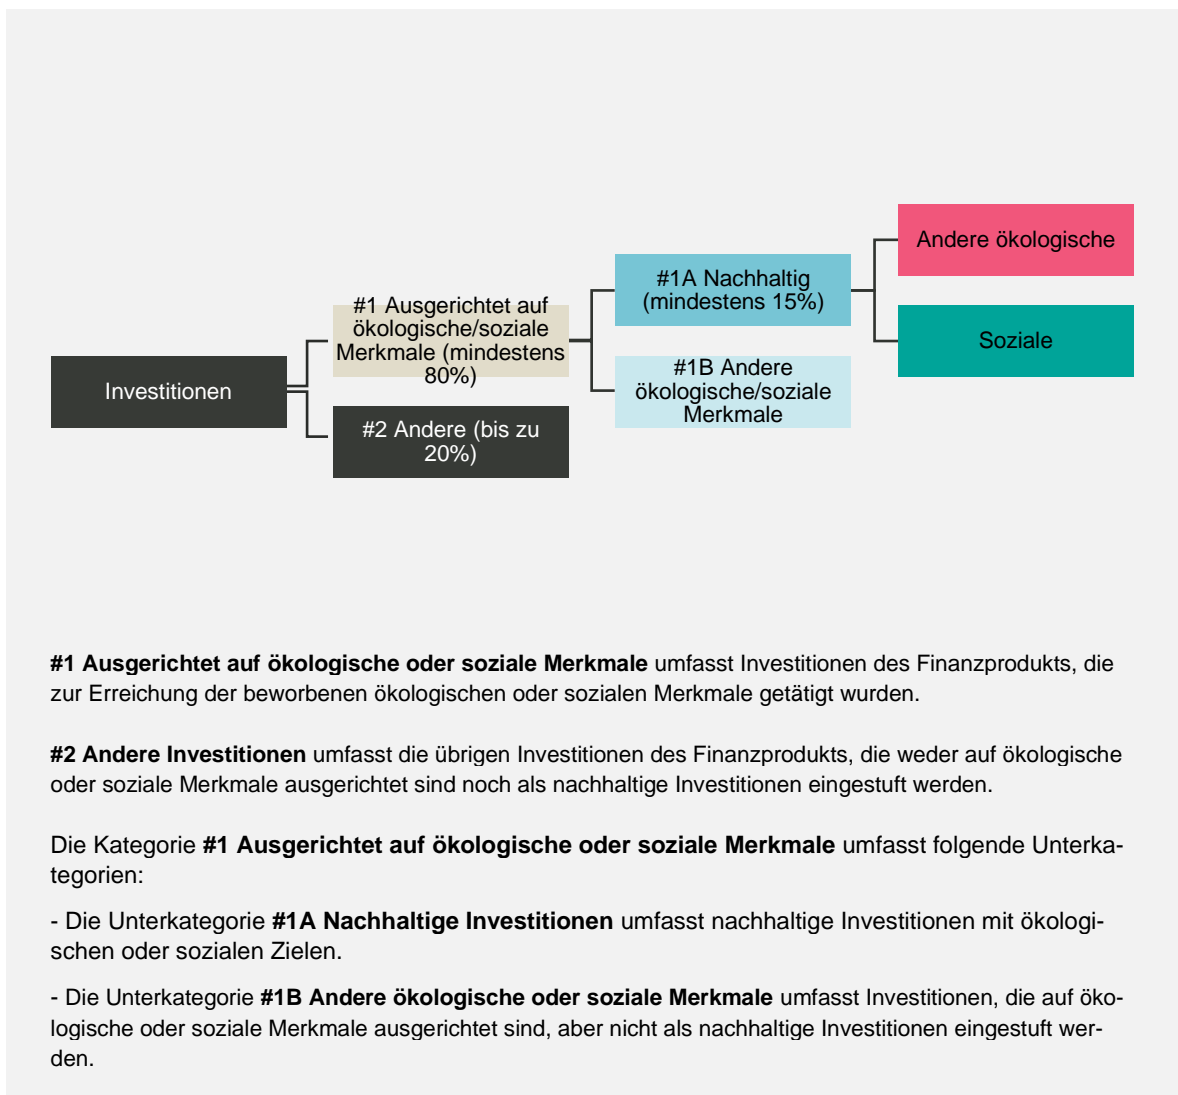 Andere ökologische
#1A Nachhaltig
(mindestens 15%)
#1 Ausgerichtet auf
ökologische/soziale
Merkmale (mindestens
80%)
Soziale
#1B Andere
ökologische/soziale
Merkmale
Investitionen
#2 Andere (bis zu
20%)
#1 Ausgerichtet auf ökologische oder soziale Merkmale umfasst Investitionen des Finanzprodukts, die
zur Erreichung der beworbenen ökologischen oder sozialen Merkmale getätigt wurden.
#2 Andere Investitionen umfasst die übrigen Investitionen des Finanzprodukts, die weder auf ökologische
oder soziale Merkmale ausgerichtet sind noch als nachhaltige Investitionen eingestuft werden.
Die Kategorie #1 Ausgerichtet auf ökologische oder soziale Merkmale umfasst folgende Unterka-
tegorien:
- Die Unterkategorie #1A Nachhaltige Investitionen umfasst nachhaltige Investitionen mit ökologi-
schen oder sozialen Zielen.
- Die Unterkategorie #1B Andere ökologische oder soziale Merkmale umfasst Investitionen, die auf öko-
logische oder soziale Merkmale ausgerichtet sind, aber nicht als nachhaltige Investitionen eingestuft wer-
den.